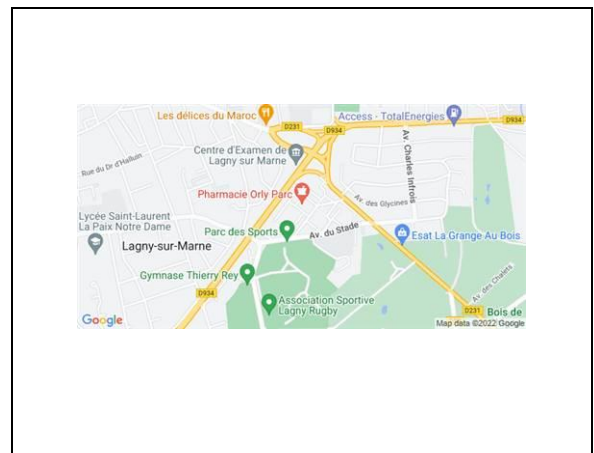 Les délices du Maroc
Access - TotalEnergies
D231
D934
D934
Centre d'Examen de
Lagny sur Marne
Av. Charles Infrois
Rue du Dr d'Halluin
Pharmacie Orly Parc
Av. des Glycines
Lycée Saint-Laurent
La Paix Notre Dame
Parc des Sports
Av. du Stade
Esat La Grange Au Bois
Lagny-sur-Marne
Gymnase Thierry Rey
Av. des Chalets
D934
Association Sportive
Lagny Rugby
D231
Bois de
Google
Map data ©2022 Google